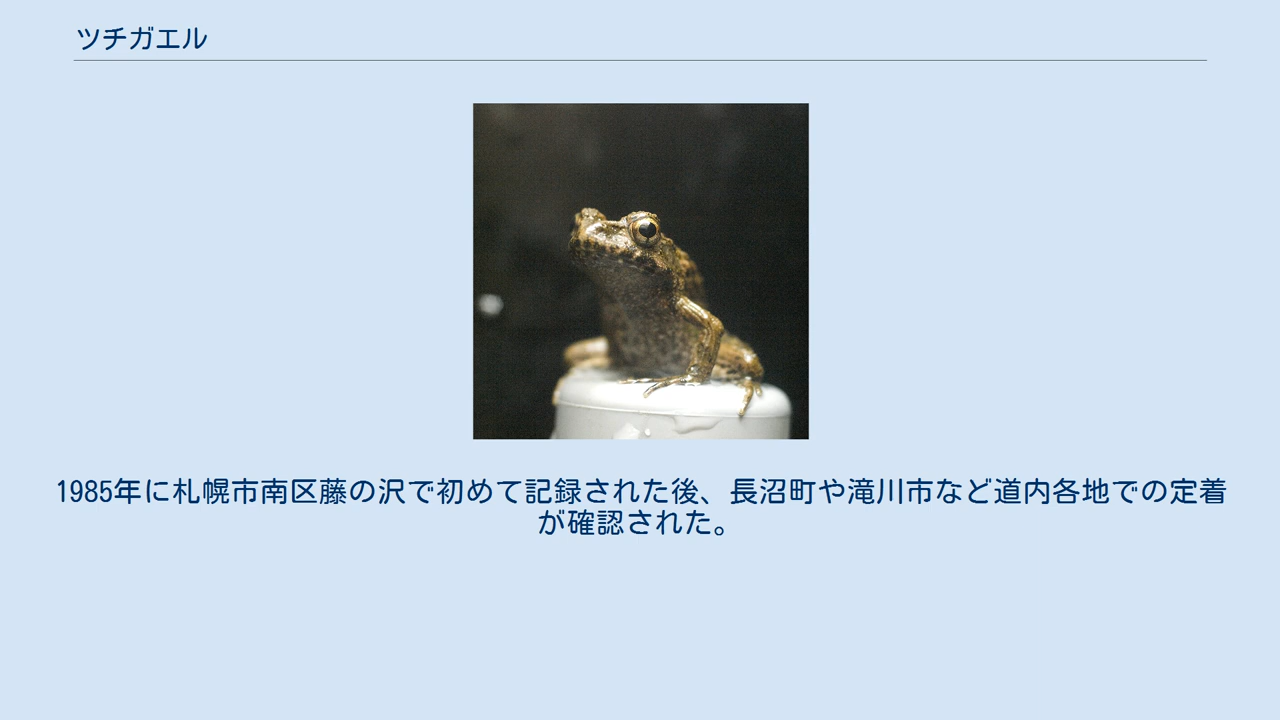 ツチガエル
1985年に札幌市南区藤の沢で初めて記録された後、長沼町や滝川市など道内各地での定着
が確認された。